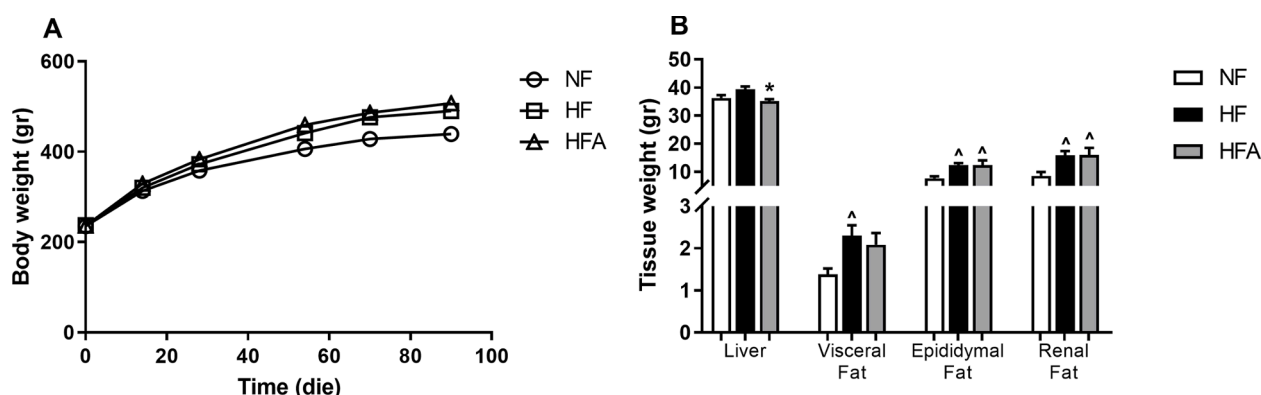 A
600
400
200
0
Body weight (gr)
0 20 40 60 80 100
Time (die)
NF
HF
HFA
B
50
40
30
20
10
3
2
1
0
Tissue weight (gr)
*
^
^ ^
^ ^
Liver Visceral Epididymal Renal
Fat Fat Fat
NF
HF
HFA